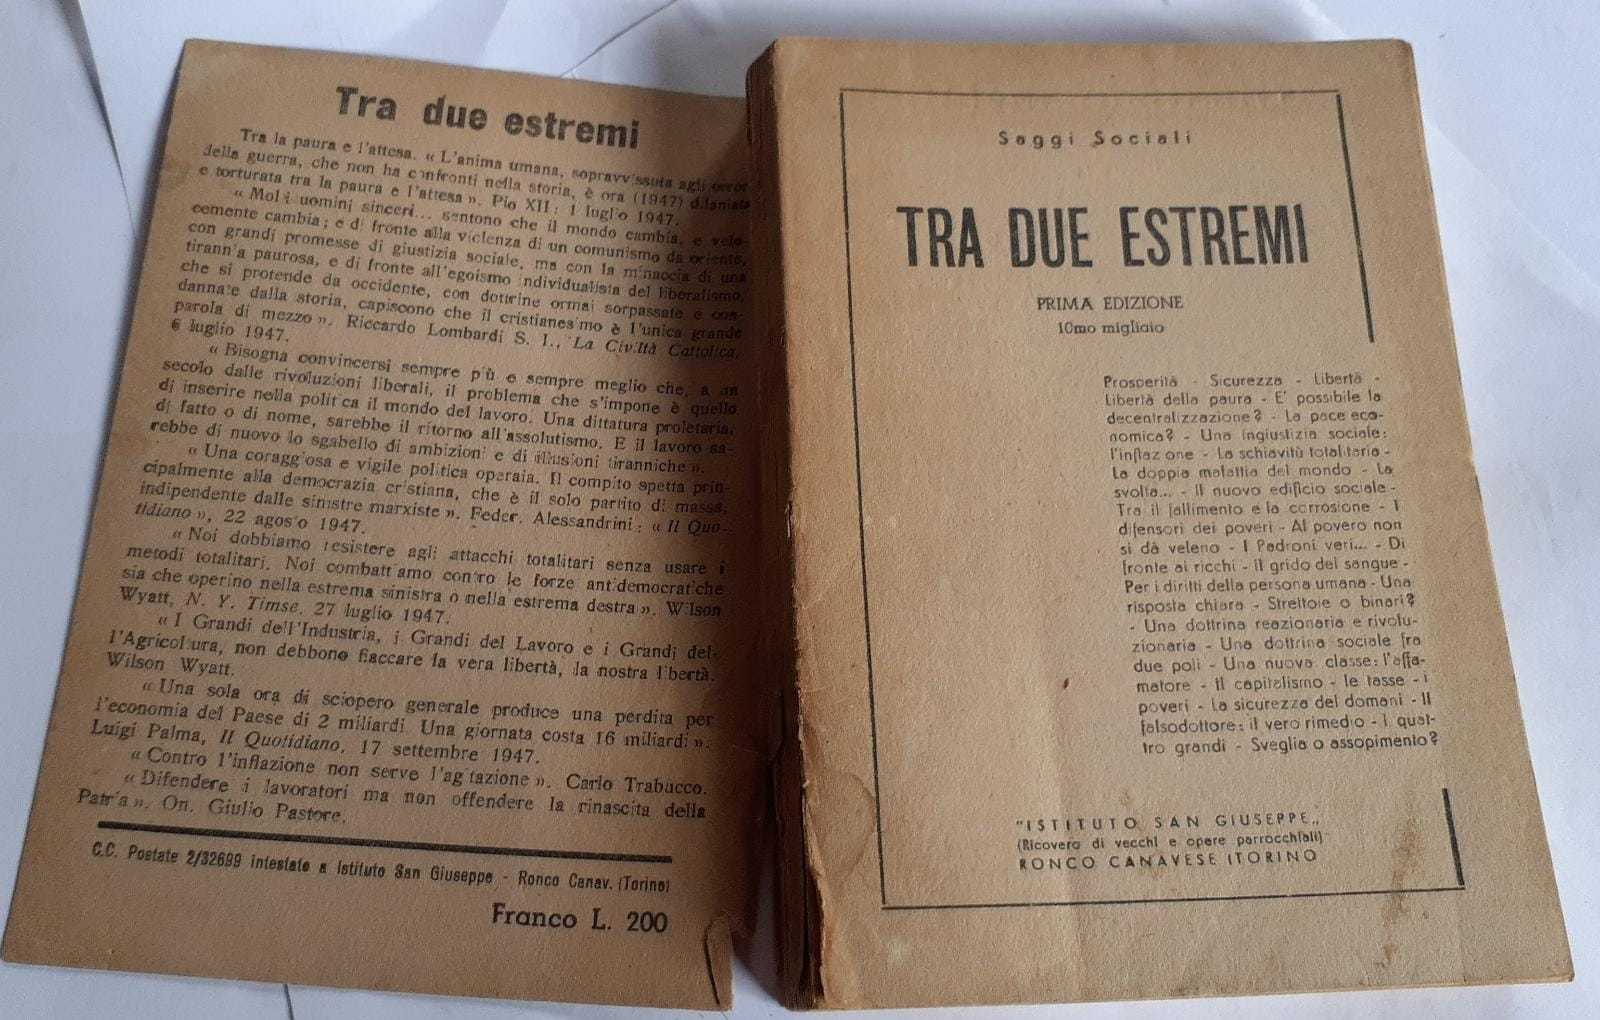 Tra due estremi
Tra la paura e l'attesa. « L'anima umana, sopravvissuta agli orrori
della guerra, che non ha confronti nella storia, è ora (1947) dilaniata
e torturata tra la paura e l'attesa ». Pio XII: 1 luglio 1947.
« Molti uomini sinceri... sentono che il mondo cambia, e velo-
cemente cambia; e di fronte alla violenza di un comunismo da oriente,
con grandi promesse di giustizia sociale, ma con la minaccia di una
tirannia paurosa, e di fronte all'egoismo individualista del liberalismo,
che si protende da occidente, con dottrine ormai sorpassate e con-
dannate dalla storia, capiscono che il cristianesimo è l'unica grande
parola di mezzo ». Riccardo Lombardi S. I., La Civiltà Cattolica,
6 luglio 1947.
« Bisogna convincersi sempre più e sempre meglio che, a un
secolo dalle rivoluzioni liberali, il problema che s'impone è quello
di inserire nella politica il mondo del lavoro. Una dittatura proletaria,
di fatto o di nome, sarebbe il ritorno all'assolutismo. E il lavoro sa-
rebbe di nuovo lo sgabello di ambizioni e di illusioni tiranniche ».
« Una coraggiosa e vigile politica operaia. Il compito spetta prin-
cipalmente alla democrazia cristiana, che è il solo partito di massa,
indipendente dalle sinistre marxiste ». Feder. Alessandrini: « Il Quo-
tidiano », 22 agosto 1947.
« Noi dobbiamo resistere agli attacchi totalitari senza usare i
metodi totalitari. Noi combattiamo contro le forze antidemocratiche
sia che operino nella estrema sinistra o nella estrema destra ». Wilson
Wyatt, N. Y. Timse, 27 luglio 1947.
« I Grandi dell'Industria, i Grandi del Lavoro e i Grandi del-
l'Agricoltura, non debbono fiaccare la vera libertà, la nostra libertà.
Wilson Wyatt.
« Una sola ora di sciopero generale produce una perdita per
l'economia del Paese di 2 miliardi. Una giornata costa 16 miliardi ».
Luigi Palma, Il Quotidiano, 17 settembre 1947.
« Contro l'inflazione non serve l'agitazione ». Carlo Trabucco.
« Difendere i lavoratori ma non offendere la rinascita della
Patria ». On. Giulio Pastore.
C.C. Postate 2/32699 intestato a Istituto San Giuseppe - Ronco Canav. (Torino)
Franco L. 200
Saggi Sociali
TRA DUE ESTREMI
PRIMA EDIZIONE
10mo migliaio
Prosperità - Sicurezza - Libertà -
Libertà della paura - E' possibile la
decentralizzazione? - La pace eco-
nomica? - Una ingiustizia sociale:
l'inflazione - La schiavitù totalitaria -
La doppia malattia del mondo - La
svolta... - Il nuovo edificio sociale -
Tra il fallimento e la corrosione - I
difensori dei poveri - Al povero non
si dà veleno - I Padroni veri... - Di
fronte ai ricchi - Il grido del sangue -
Per i diritti della persona umana - Una
risposta chiara - Strettoie o binari?
- Una dottrina reazionaria e rivolu-
zionaria - Una dottrina sociale fra
due poli - Una nuova classe: l'affa-
matore - Il capitalismo - le tasse - i
poveri - La sicurezza del domani - Il
falsodottore: il vero rimedio - I quat-
tro grandi - Sveglia o assopimento?
"ISTITUTO SAN GIUSEPPE„
(Ricovero di vecchi e opere parrocchiali)
RONCO CANAVESE (TORINO